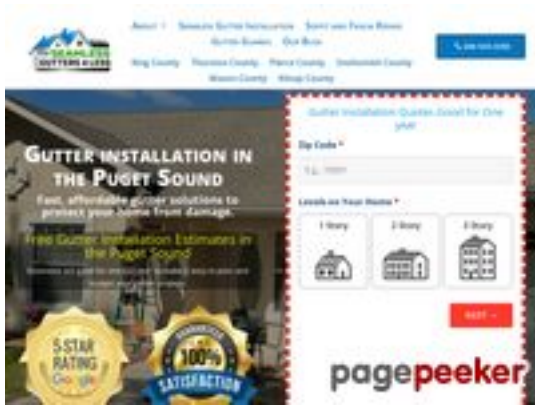 SEAMLESS
GUTTERS 4 LESS
About Seamless Gutter Installation Soffit and Fascia Repair
Gutter Guards Our Blog
King County Thurston County Pierce County Snohomish County
Mason County Kitsap County
Gutter installation in
the Puget Sound
Fast, affordable gutter solutions to
protect your home from damage.
Free Gutter Installation Estimates in
the Puget Sound
5-STAR
RATING
Google
GUARANTEED
100%
SATISFACTION
Gutter Installation Quotes Good for One
year
Zip Code *
Levels on Your Home *
1 Story 2 Story 3 Story
NEXT →
pagepeeker